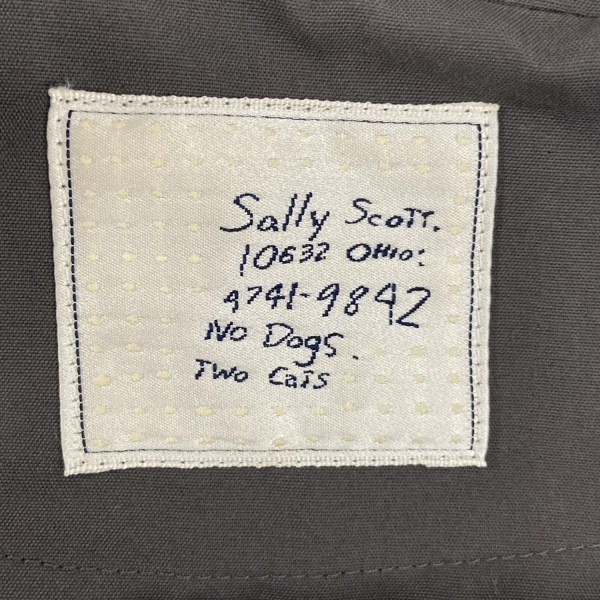 Sally Scott.
10632 Ohio:
4741-9842
No Dogs.
Two Cats